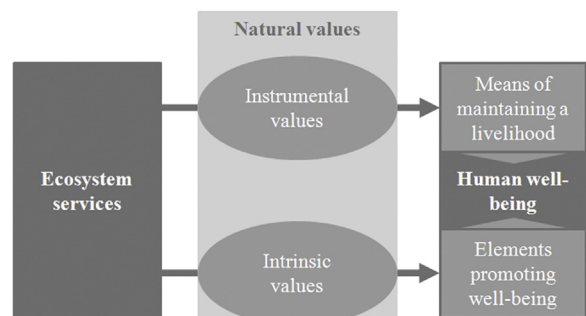 Natural values
Instrumental
values
Means of
maintaining a
livelihood
Ecosystem
services
Human well-
being
Intrinsic
values
Elements
promoting
well-being